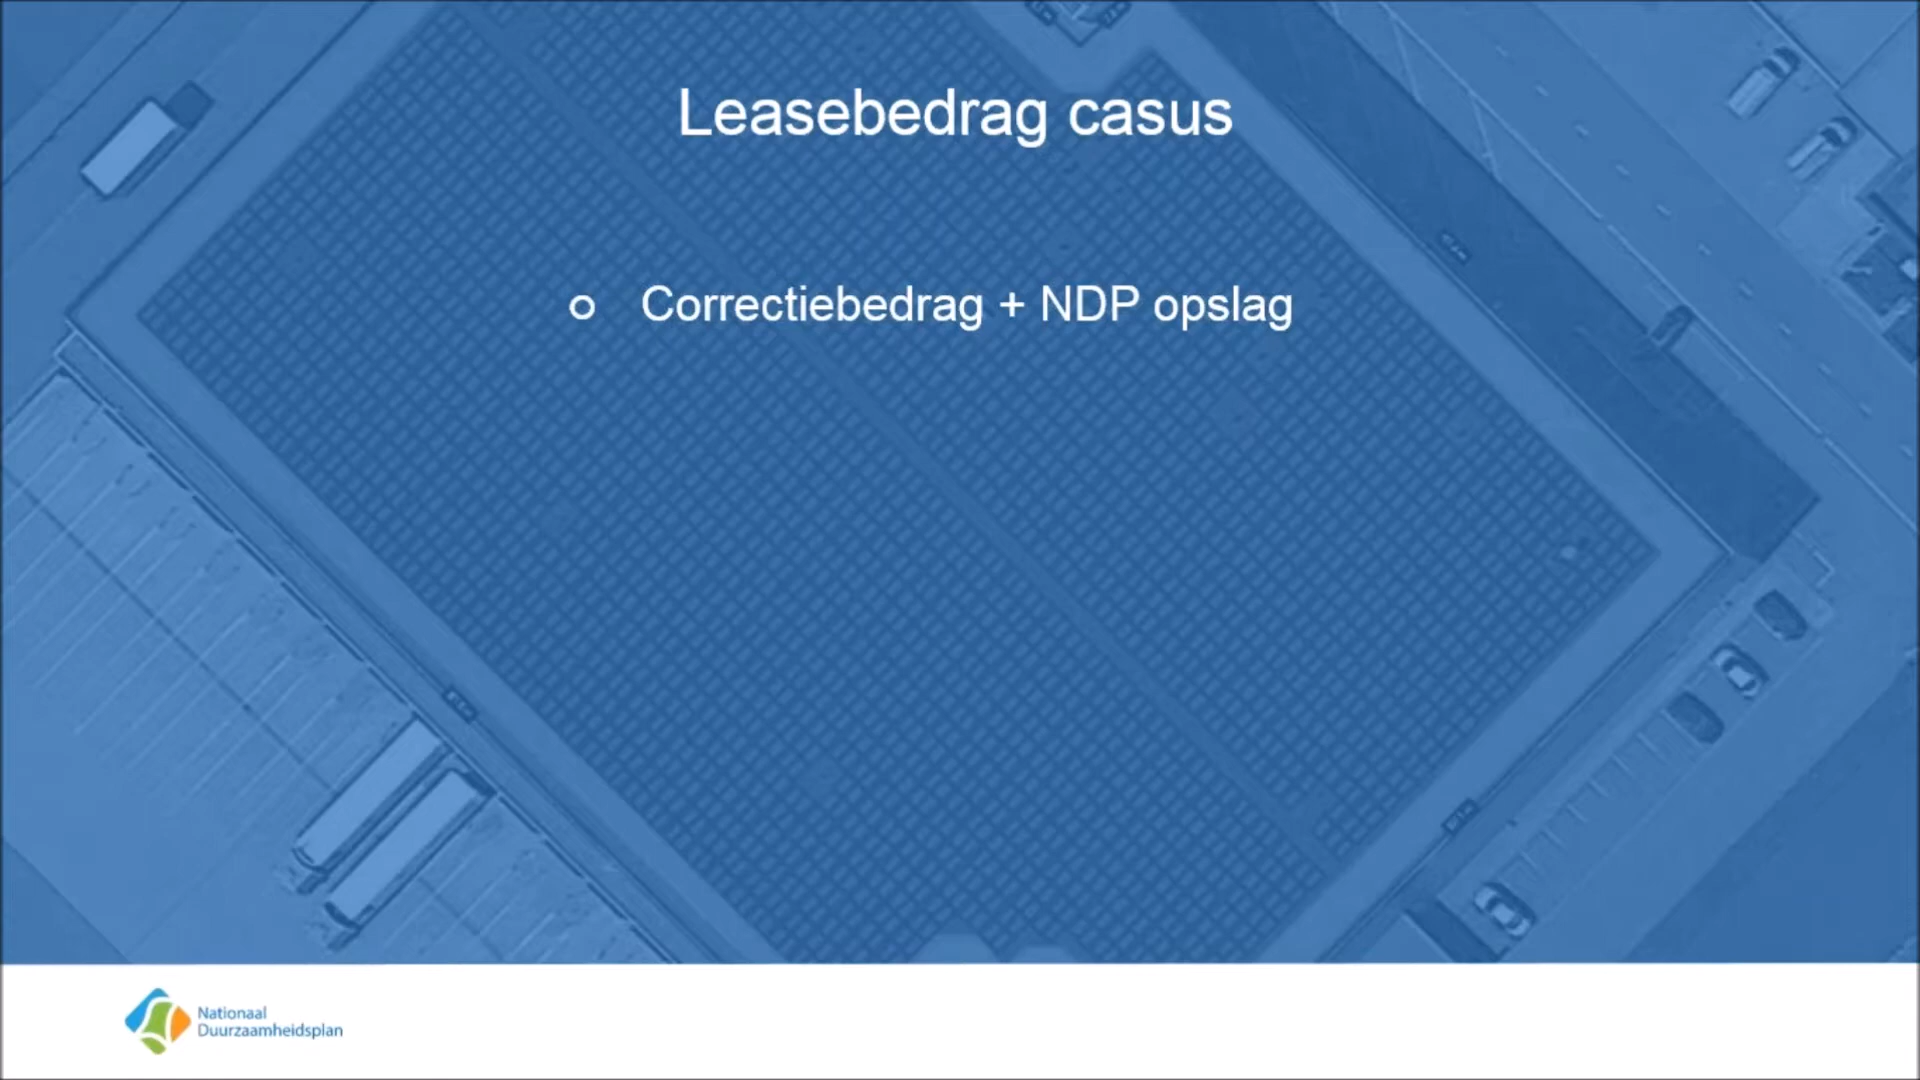 Leasebedrag casus
o Correctiebedrag + NDP opslag
Nationaal
Duurzaamheidsplan